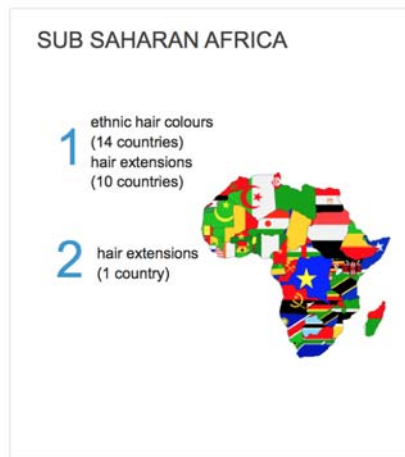 SUB SAHARAN AFRICA
1
ethnic hair colours
(14 countries)
hair extensions
(10 countries)
2
hair extensions
(1 country)